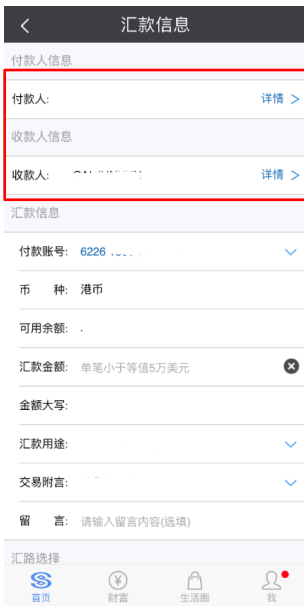 汇款信息
付款人信息
付款人: 详情 >
收款人信息
收款人: 详情 >
汇款信息
付款账号: 6226
币 种: 港币
可用余额:
汇款金额: 单笔小于等值5万美元
金额大写:
汇款用途:
交易附言:
留 言: 请输入留言内容(选填)
汇路选择
首页 财富 生活圈 我